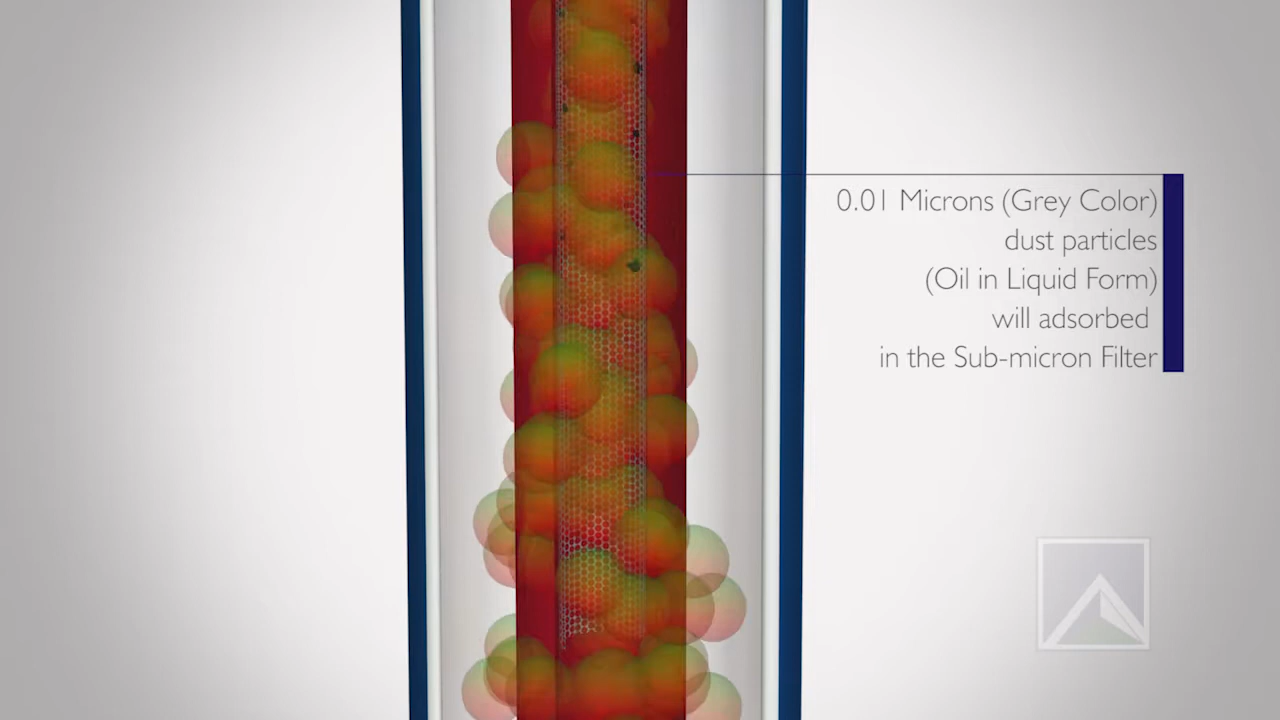 0.01 Microns (Grey Color)
dust particles
(Oil in Liquid Form)
will adsorbed
in the Sub-micron Filter